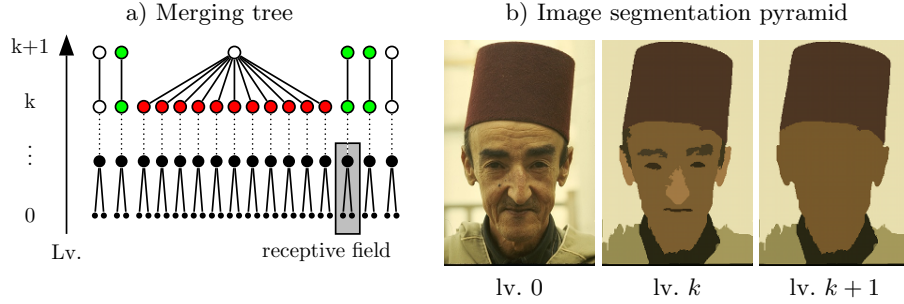 a) Merging tree
k+1
k
⋮
0
Lv.
receptive field
b) Image segmentation pyramid
lv. 0
lv. k
lv. k + 1